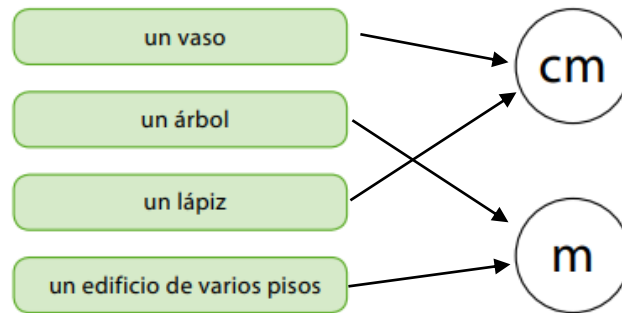 un vaso
cm
un árbol
un lápiz
m
un edificio de varios pisos